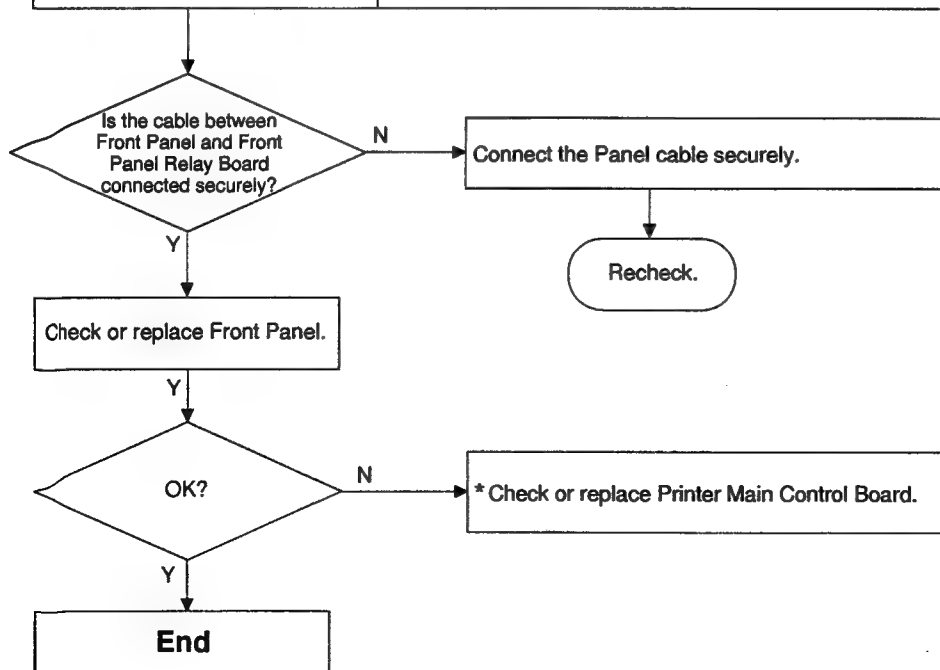 Is the cable between
Front Panel and Front
Panel Relay Board
connected securely?
N
Connect the Panel cable securely.
Y
Recheck.
Check or replace Front Panel.
Y
OK?
N
* Check or replace Printer Main Control Board.
Y
End